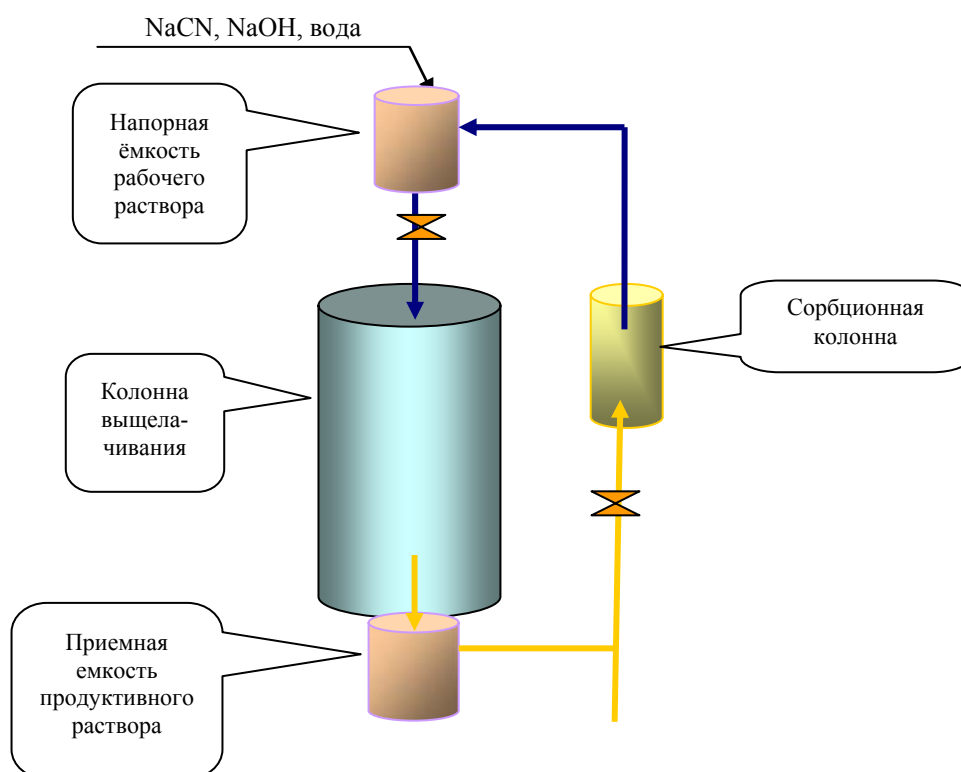 NaCN, NaOH, вода
Напорная
ёмкость
рабочего
раствора
Сорбционная
колонна
Колонна
выщела-
чивания
Приемная
емкость
продуктивного
раствора